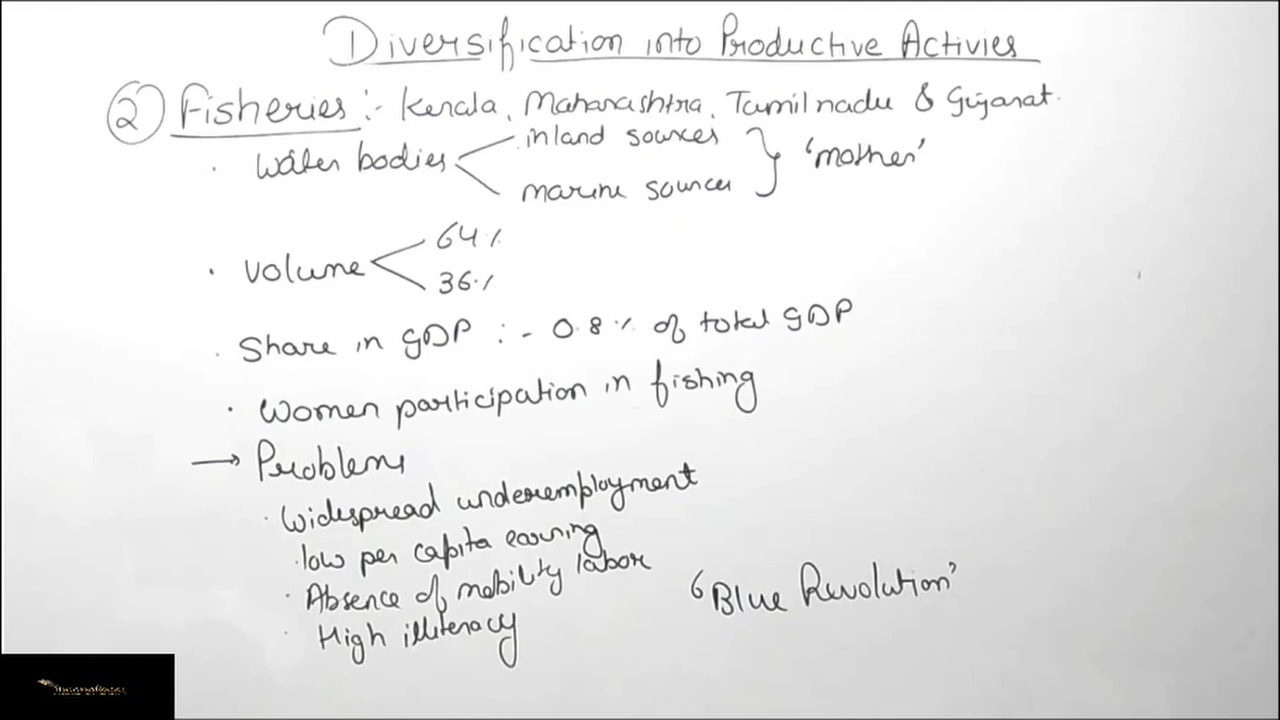 Diversification into Productive Activies
② Fisheries :- Kerala, Maharashtra, Tamil nadu & Gujarat.
· Water bodies
inland sources
marine sources
'mother'
· Volume
64%
36%
· Share in GDP :- 0.8% of total GDP
· Women participation in fishing
→ Problems
· Widespread underemployment
· low per capita earning
· Absence of mobility labor
· High illiteracy
'Blue Revolution'